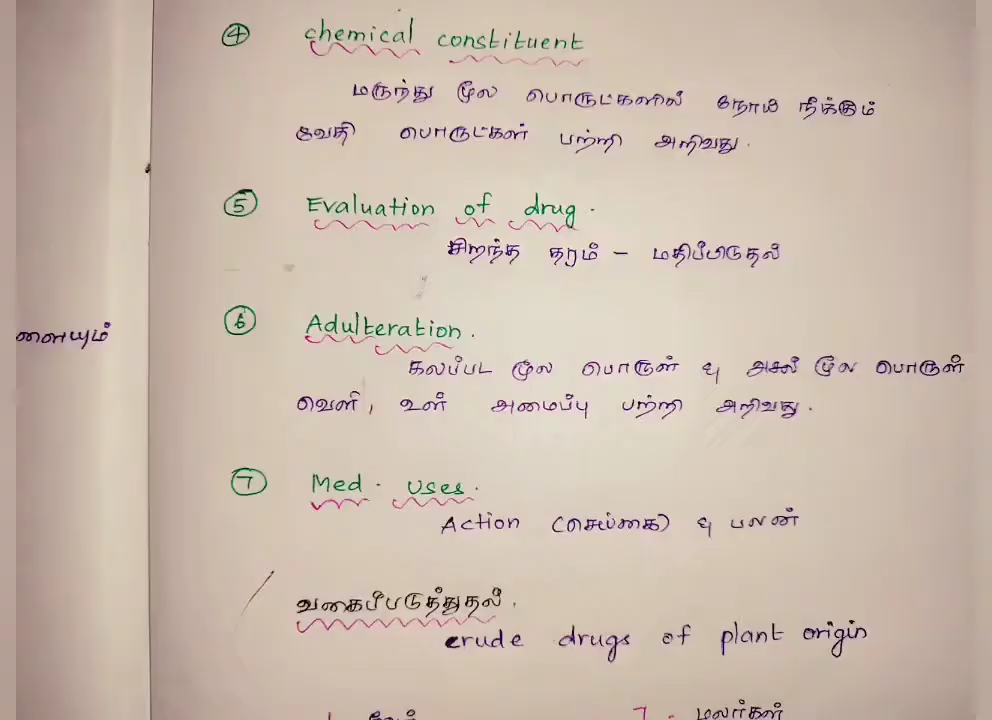 ④ chemical constituent
மருந்து மூல பொருட்களில் நோய் நீக்கும்
வேதி பொருட்கள் பற்றி அறிவது.
⑤ Evaluation of drug.
சிறந்த தரம் - மதிப்பிடுதல்
ளையும்
⑥ Adulteration.
கலப்பட மூல பொருள் & அசல் மூல பொருள்
வெளி, உள் அமைப்பு பற்றி அறிவது.
⑦ Med. uses.
Action (செய்கை) & பலன்
வகைப்படுத்துதல்.
crude drugs of plant origin
7. மலர்கள்